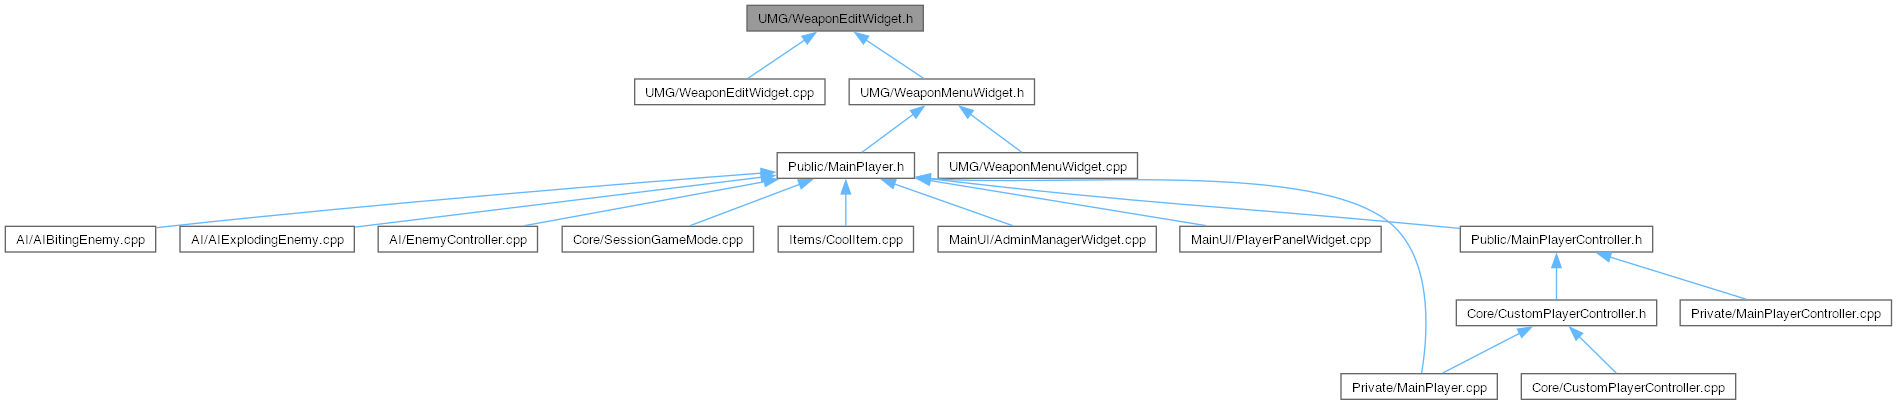 UMG/WeaponEditWidget.h
UMG/WeaponEditWidget.cpp
UMG/WeaponMenuWidget.h
Public/MainPlayer.h
UMG/WeaponMenuWidget.cpp
AI/AIBitingEnemy.cpp
AI/AIExplodingEnemy.cpp
AI/EnemyController.cpp
Core/SessionGameMode.cpp
Items/CoolItem.cpp
MainUI/AdminManagerWidget.cpp
MainUI/PlayerPanelWidget.cpp
Public/MainPlayerController.h
Core/CustomPlayerController.h
Private/MainPlayerController.cpp
Private/MainPlayer.cpp
Core/CustomPlayerController.cpp